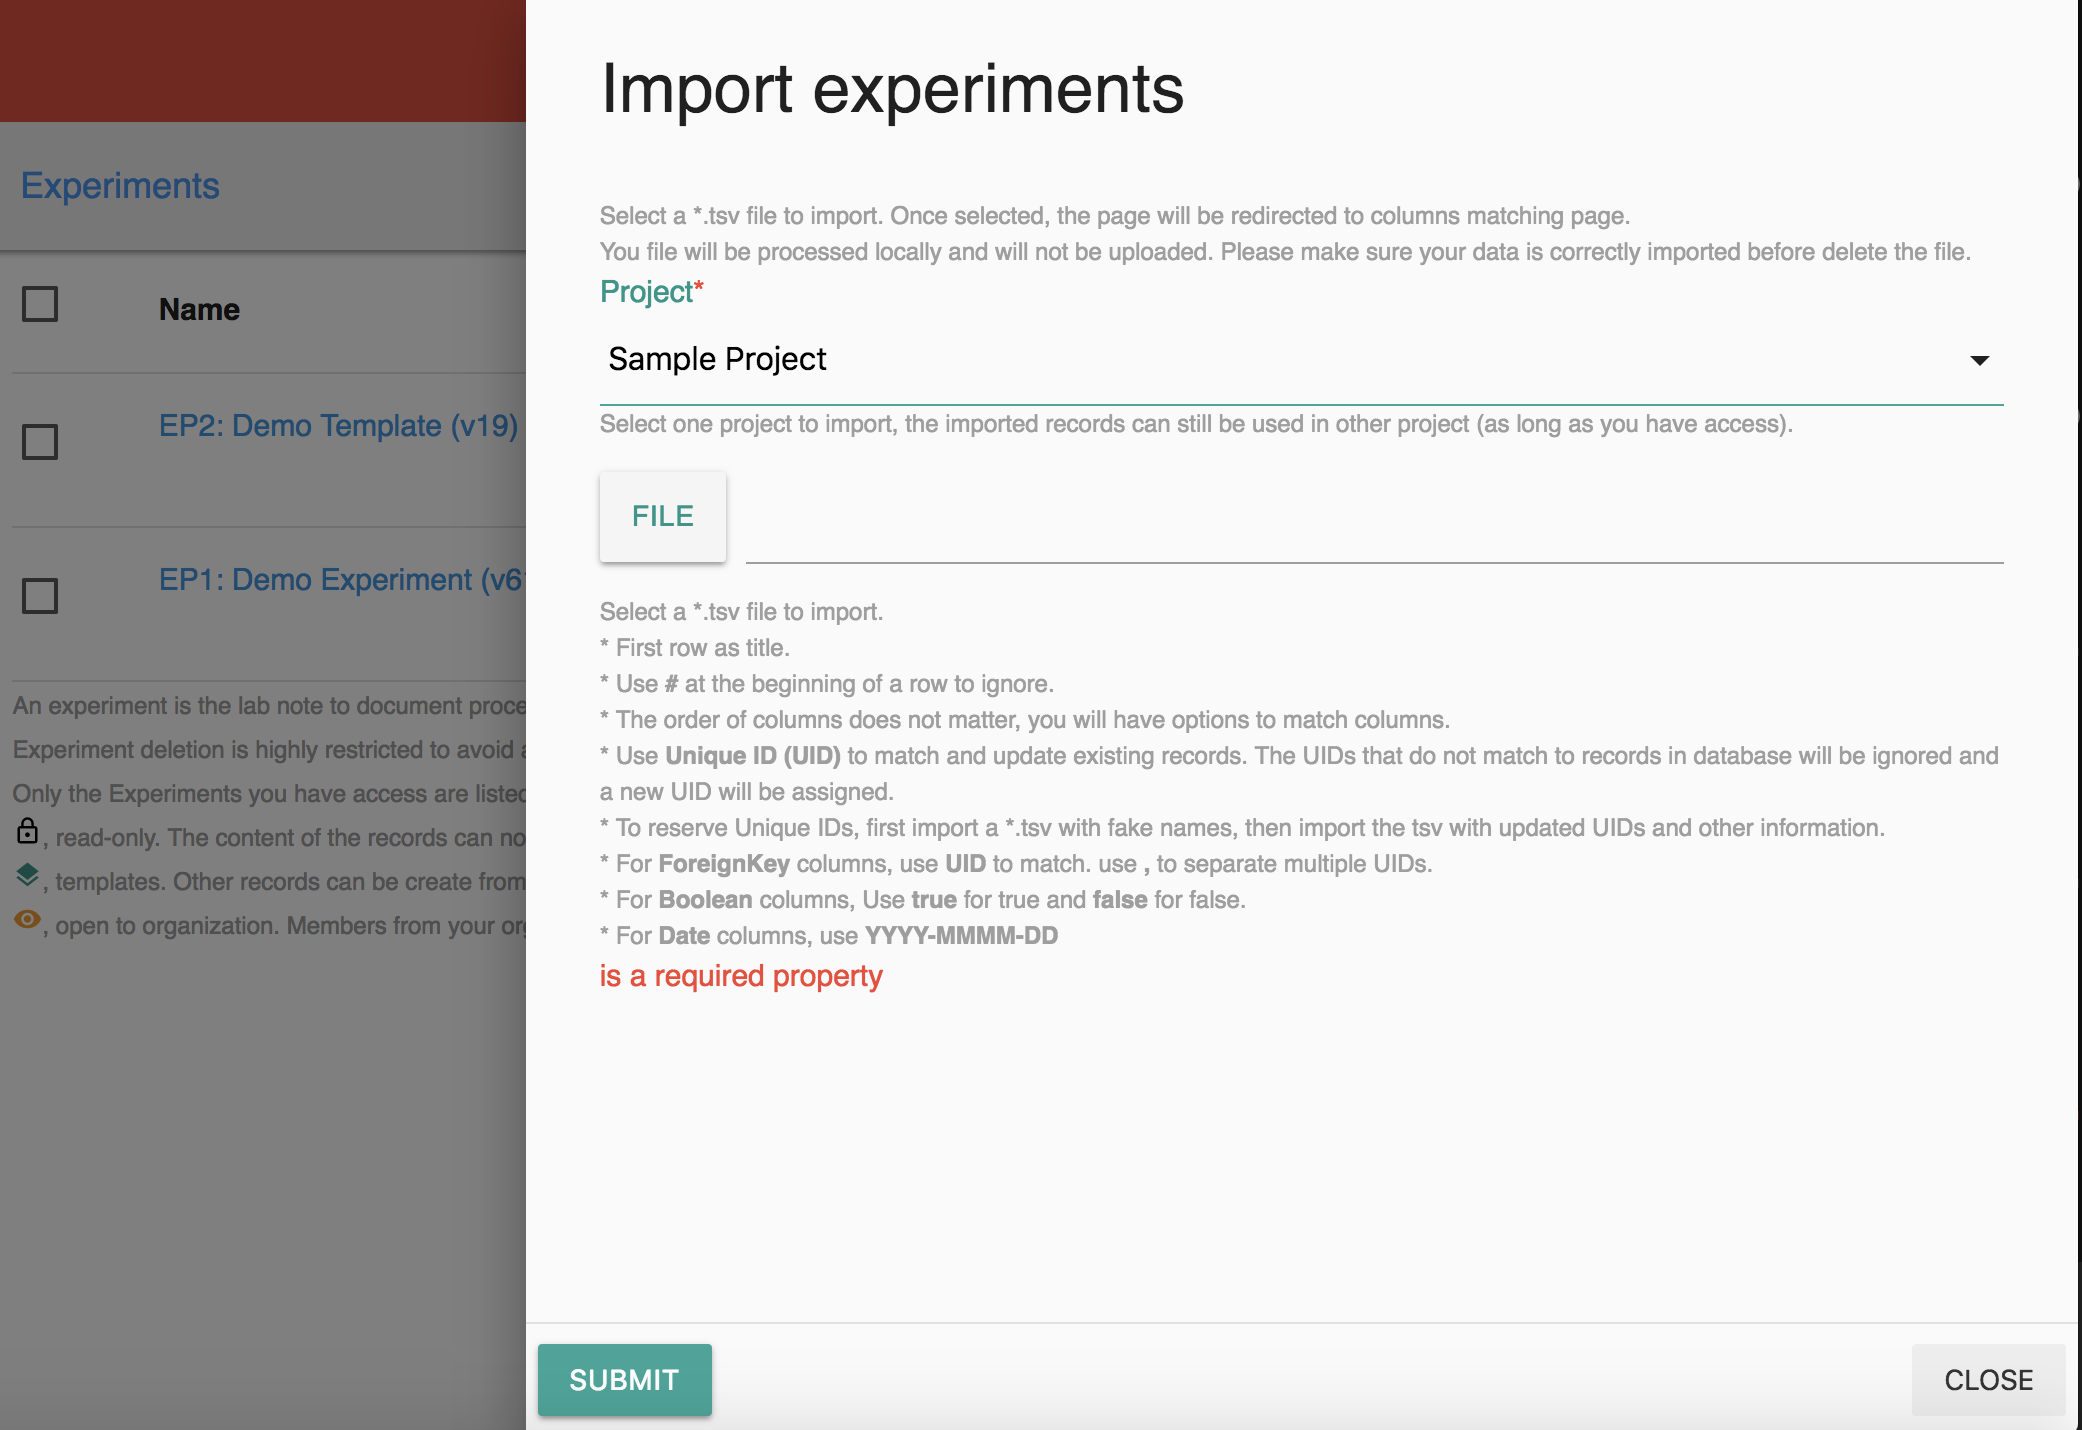 Import experiments
Experiments
Name
EP2: Demo Template (v19)
EP1: Demo Experiment (v6
An experiment is the lab note to document proce
Experiment deletion is highly restricted to avoid
Only the Experiments you have access are listed
, read-only. The content of the records can no
, templates. Other records can be create from
, open to organization. Members from your org
Select a *.tsv file to import. Once selected, the page will be redirected to columns matching page.
You file will be processed locally and will not be uploaded. Please make sure your data is correctly imported before delete the file.
Project*
Sample Project
Select one project to import, the imported records can still be used in other project (as long as you have access).
FILE
Select a *.tsv file to import.
* First row as title.
* Use # at the beginning of a row to ignore.
* The order of columns does not matter, you will have options to match columns.
* Use Unique ID (UID) to match and update existing records. The UIDs that do not match to records in database will be ignored and
a new UID will be assigned.
* To reserve Unique IDs, first import a *.tsv with fake names, then import the tsv with updated UIDs and other information.
* For ForeignKey columns, use UID to match. use , to separate multiple UIDs.
* For Boolean columns, Use true for true and false for false.
* For Date columns, use YYYY-MMMM-DD
is a required property
SUBMIT
CLOSE